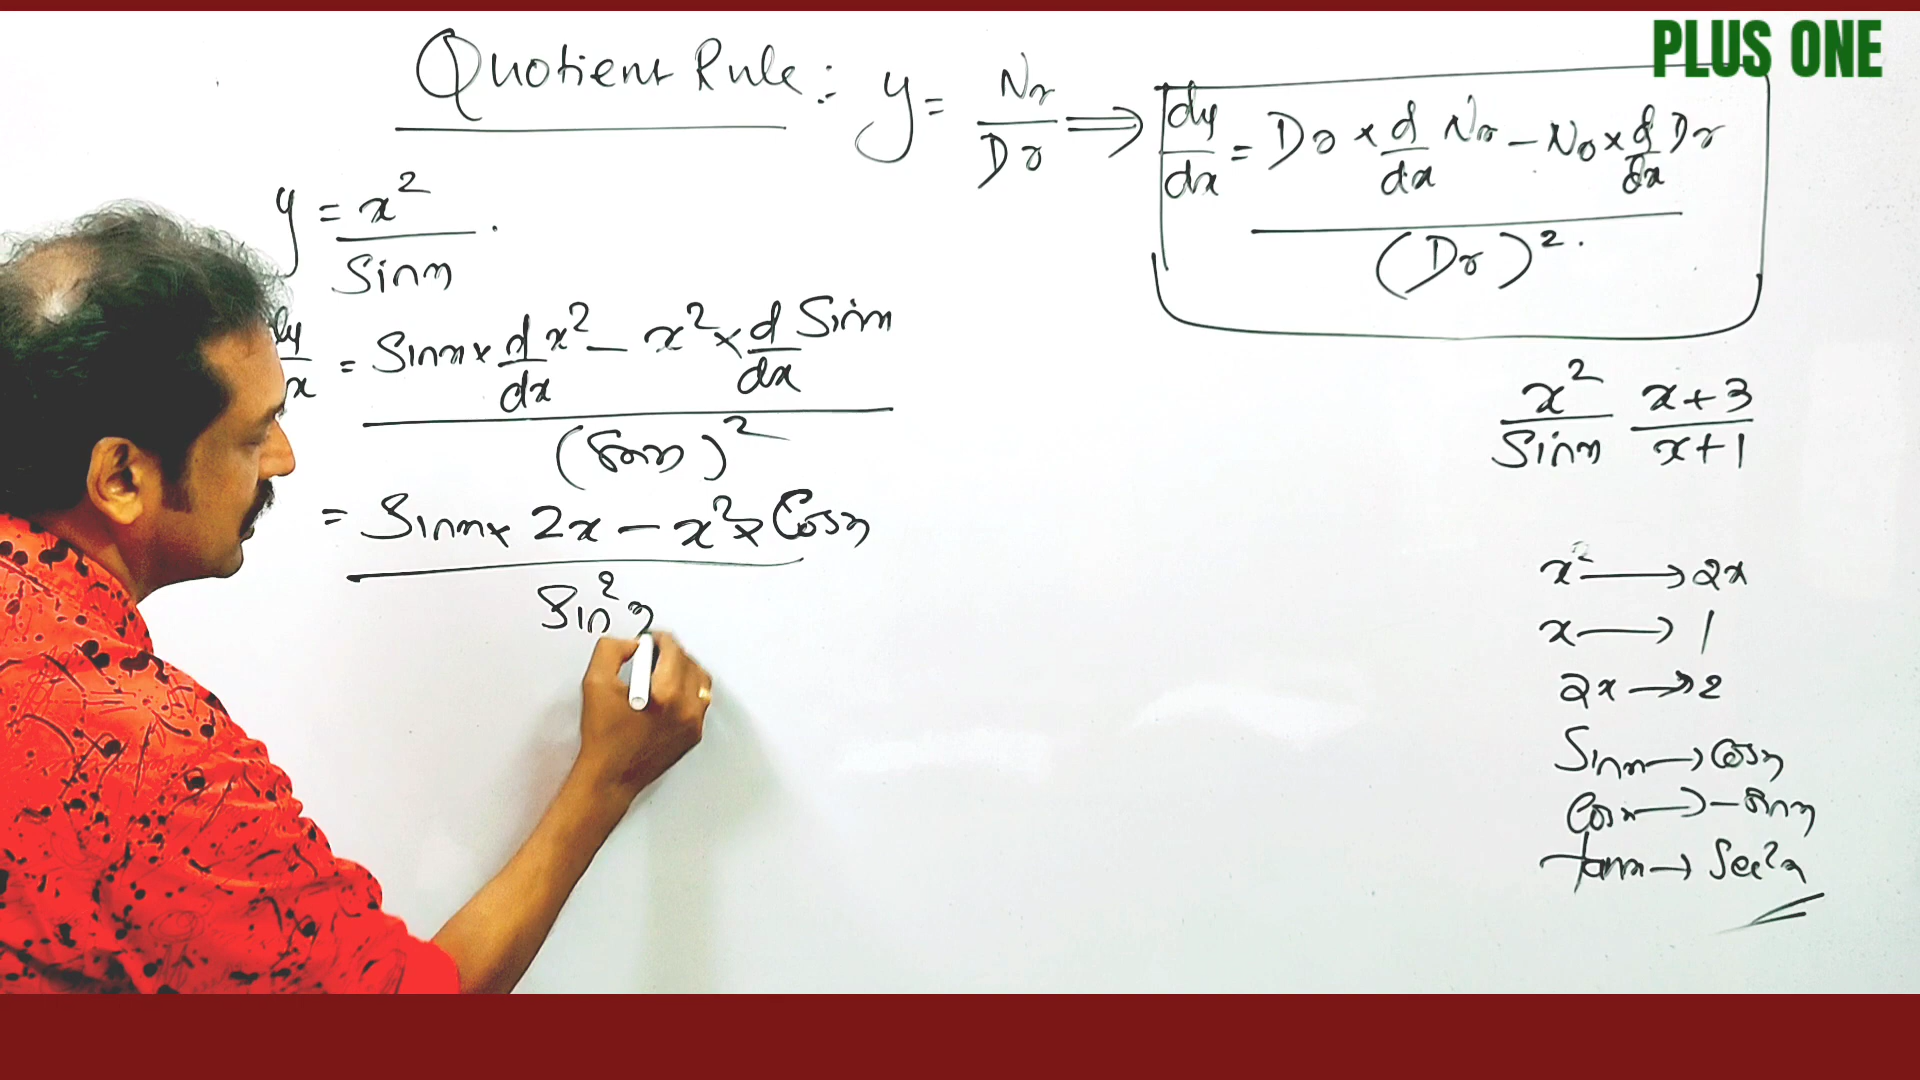 PLUS ONE
Quotient Rule :- y = Nr/Dr ⟹ dy/dx = Dr × d/dx Nr – Nr × d/dx Dr / (Dr)².
y = x²/Sinx .
dy/dx = Sinx × d/dx x² – x² × d/dx Sinx / (Sinx)²
= Sinx × 2x – x² × Cosx / Sin²x
x²/Sinx x+3/x+1
x² → 2x
x → 1
2x → 2
Sinx → Cosx
Cosx → –Sinx
tanx → Sec²x